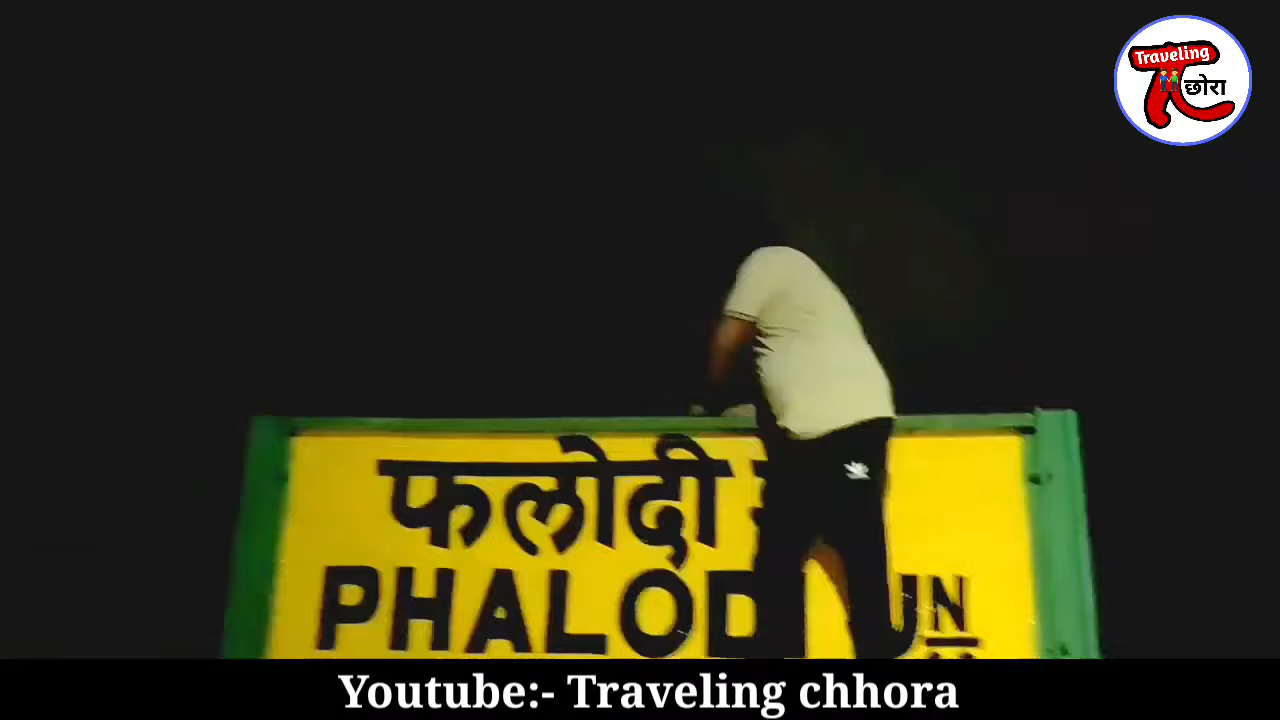 Traveling
छोरा
फलोदी
PHALOD UN
Youtube:- Traveling chhora